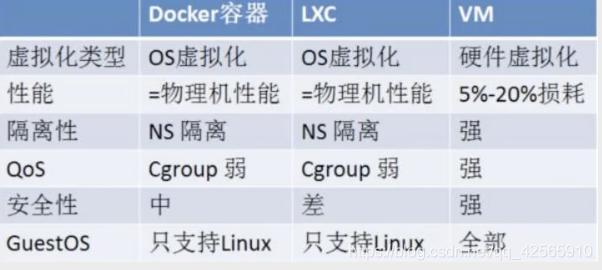 Docker容器 LXC VM
虚拟化类型 OS虚拟化 OS虚拟化 硬件虚拟化
性能 =物理机性能 =物理机性能 5%-20%损耗
隔离性 NS 隔离 NS 隔离 强
QoS Cgroup 弱 Cgroup 弱 强
安全性 中 差 强
GuestOS 只支持Linux 只支持Linux 全部
https://blog.csdn.net/qq_42565910